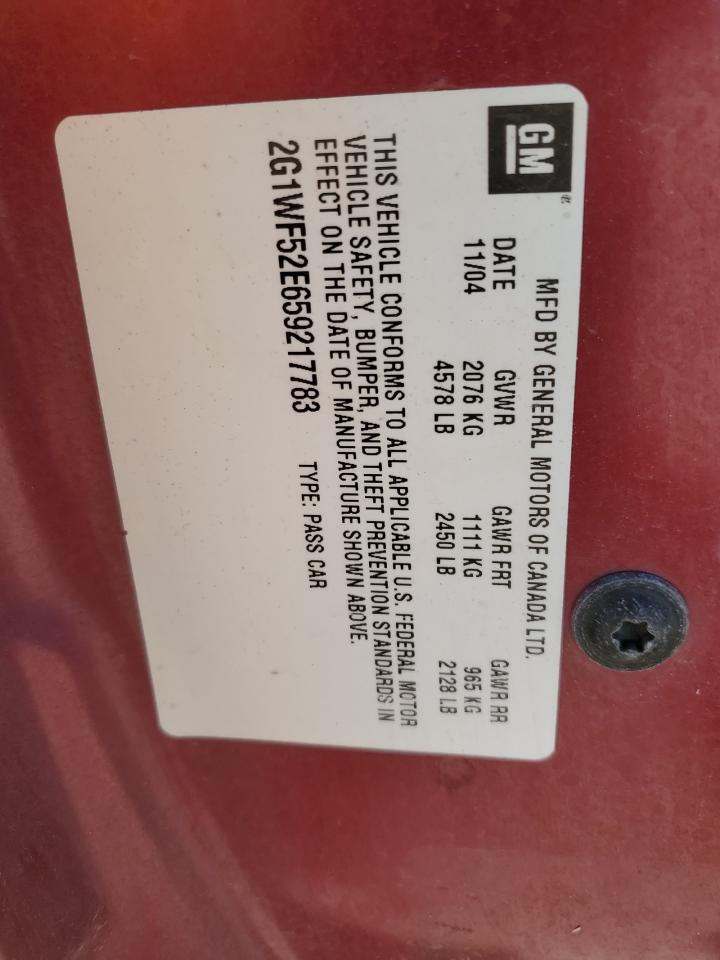 GM
MFD BY GENERAL MOTORS OF CANADA LTD.
DATE GVWR GAWR FRT GAWR RR
11/04 2076 KG 1111 KG 965 KG
4578 LB 2450 LB 2128 LB
THIS VEHICLE CONFORMS TO ALL APPLICABLE U.S. FEDERAL MOTOR
VEHICLE SAFETY, BUMPER, AND THEFT PREVENTION STANDARDS IN
EFFECT ON THE DATE OF MANUFACTURE SHOWN ABOVE.
2G1WF52E659217783 TYPE: PASS CAR